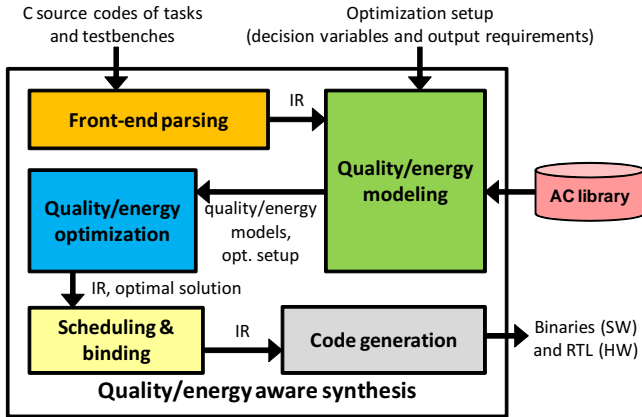 C source codes of tasks
and testbenches
Optimization setup
(decision variables and output requirements)
Front-end parsing
IR
Quality/energy
modeling
AC library
Quality/energy
optimization
quality/energy
models,
opt. setup
IR, optimal solution
Scheduling &
binding
IR
Code generation
Binaries (SW)
and RTL (HW)
Quality/energy aware synthesis